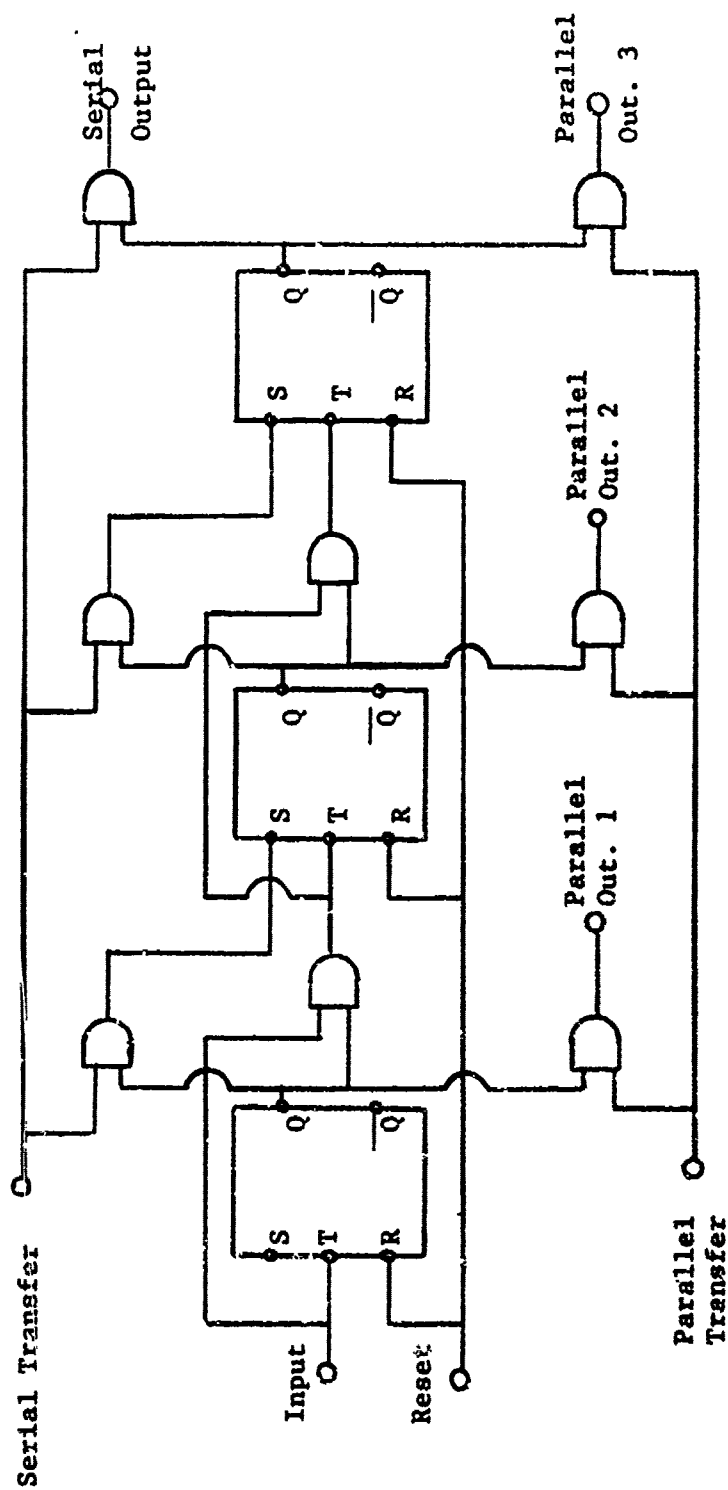 Serial Transfer
Serial
Output
S
T
R
Q
Q
S
T
R
Q
Q
S
T
R
Q
Q
Input
Reset
Parallel
Out. 1
Parallel
Out. 2
Parallel
Out. 3
Parallel
Transfer